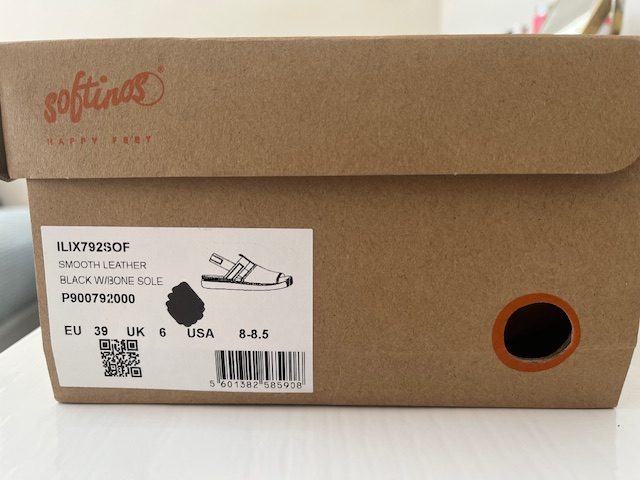 softinos®
HAPPY FEET
ILIX792SOF
SMOOTH LEATHER
BLACK W/BONE SOLE
P900792000
EU 39 UK 6 USA 8-8.5
5 601382 585908